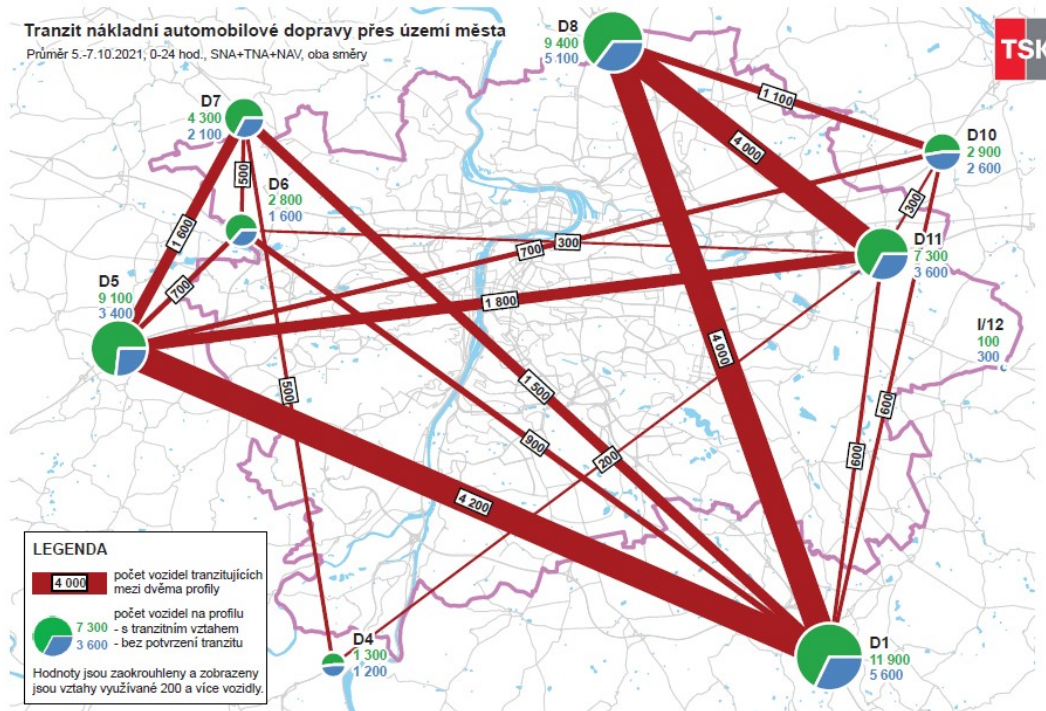 Tranzit nákladní automobilové dopravy přes území města
Průměr 5.-7.10.2021, 0-24 hod., SNA+TNA+NAV, oba směry
TSK
D8
9 400
5 100
D7
4 300
2 100
1 100
D10
2 900
2 600
4 000
500
D6
2 800
1 600
300
1 600
D11
7 300
3 600
700
300
700
D5
9 100
3 400
1 800
I/12
100
300
4 000
500
1 500
600
900
200
600
4 200
LEGENDA
4 000
počet vozidel tranzitujících
mezi dvěma profily
7 300
3 600
počet vozidel na profilu
- s tranzitním vztahem
- bez potvrzení tranzitu
Hodnoty jsou zaokrouhleny a zobrazeny
jsou vztahy využívané 200 a více vozidly.
D4
1 300
1 200
D1
11 900
5 600